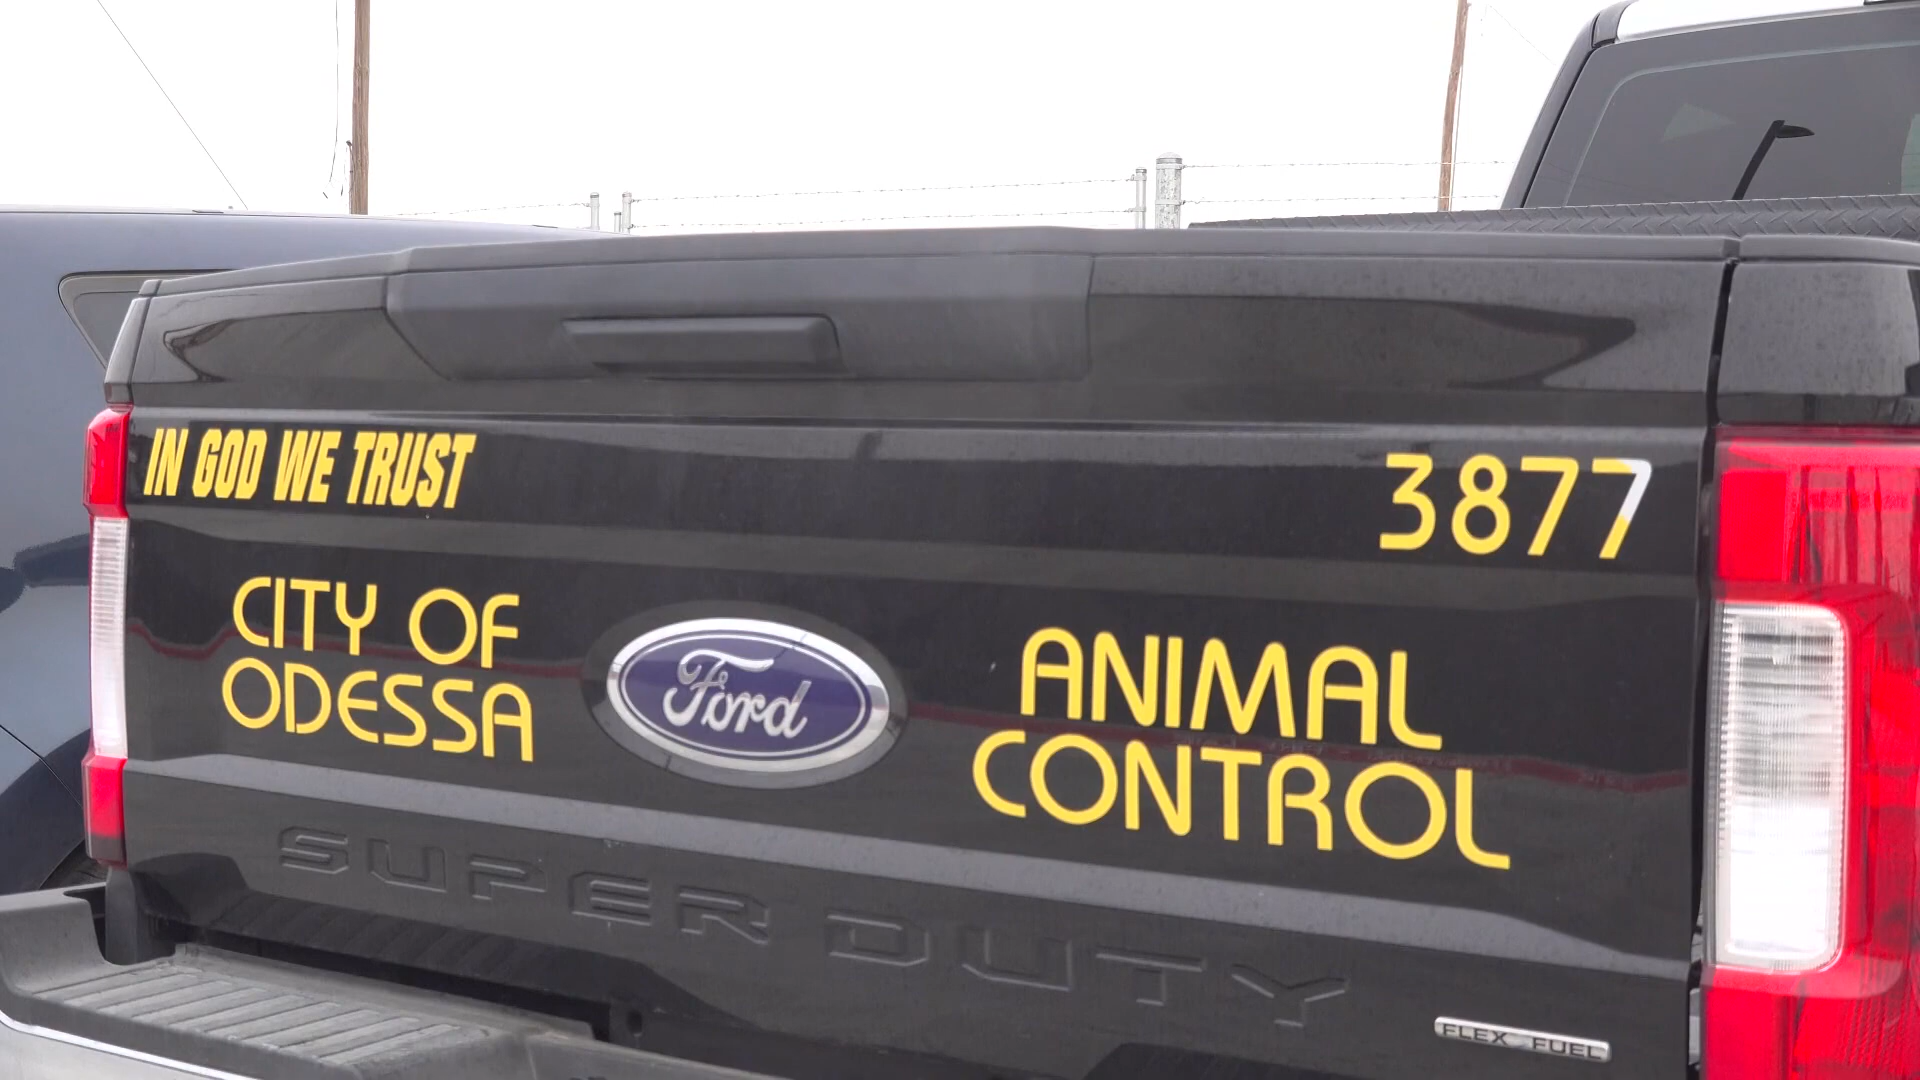 IN GOD WE TRUST
3877
CITY OF
ODESSA
Ford
ANIMAL
CONTROL
SUPER DUTY
FLEX FUEL